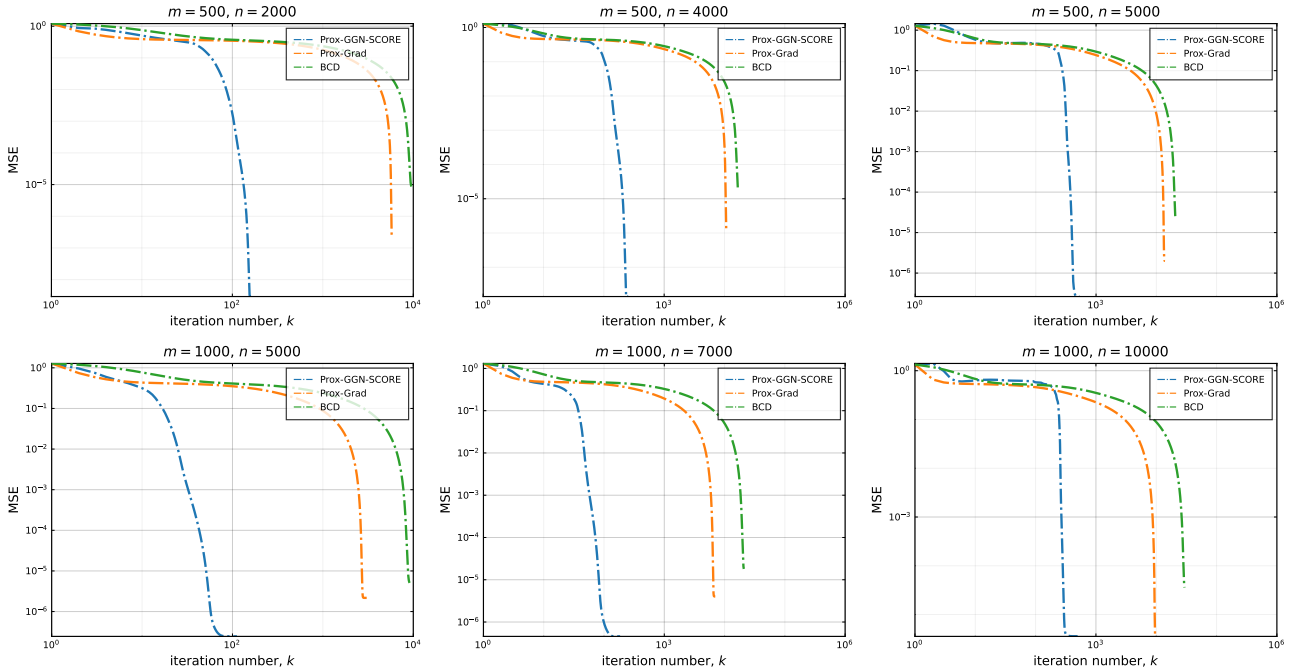 m = 500, n = 2000
10⁰
10⁻⁵
MSE
Prox-GGN-SCORE
Prox-Grad
BCD
10⁰
10²
10⁴
iteration number, k
m = 500, n = 4000
10⁰
10⁻⁵
MSE
Prox-GGN-SCORE
Prox-Grad
BCD
10⁰
10³
10⁶
iteration number, k
m = 500, n = 5000
10⁰
10⁻¹
10⁻²
10⁻³
10⁻⁴
10⁻⁵
10⁻⁶
MSE
Prox-GGN-SCORE
Prox-Grad
BCD
10⁰
10³
10⁶
iteration number, k
m = 1000, n = 5000
10⁰
10⁻¹
10⁻²
10⁻³
10⁻⁴
10⁻⁵
10⁻⁶
MSE
Prox-GGN-SCORE
Prox-Grad
BCD
10⁰
10²
10⁴
iteration number, k
m = 1000, n = 7000
10⁰
10⁻¹
10⁻²
10⁻³
10⁻⁴
10⁻⁵
10⁻⁶
MSE
Prox-GGN-SCORE
Prox-Grad
BCD
10⁰
10³
10⁶
iteration number, k
m = 1000, n = 10000
10⁰
10⁻³
MSE
Prox-GGN-SCORE
Prox-Grad
BCD
10⁰
10³
10⁶
iteration number, k